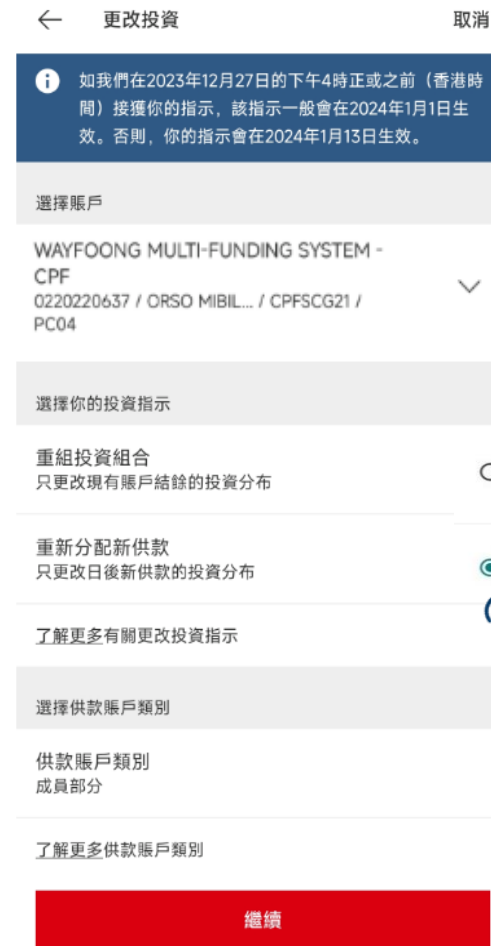 更改投資 取消
如我們在2023年12月27日的下午4時正或之前（香港時
間）接獲你的指示，該指示一般會在2024年1月1日生
效。否則，你的指示會在2024年1月13日生效。
選擇賬戶
WAYFOONG MULTI-FUNDING SYSTEM -
CPF
0220220637 / ORSO MIBIL... / CPFSCG21 /
PC04
選擇你的投資指示
重組投資組合
只更改現有賬戶結餘的投資分布
重新分配新供款
只更改日後新供款的投資分布
了解更多有關更改投資指示
選擇供款賬戶類別
供款賬戶類別
成員部分
了解更多供款賬戶類別
繼續